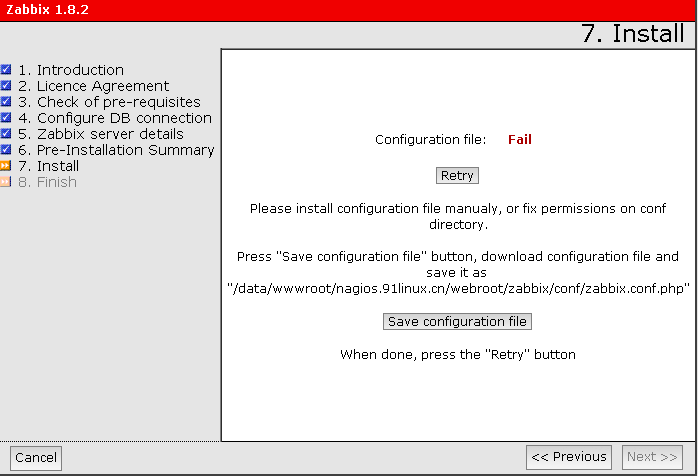 Zabbix 1.8.2
7. Install
1. Introduction
2. Licence Agreement
3. Check of pre-requisites
4. Configure DB connection
5. Zabbix server details
6. Pre-Installation Summary
7. Install
8. Finish
Configuration file: Fail
Retry
Please install configuration file manualy, or fix permissions on conf
directory.
Press "Save configuration file" button, download configuration file and
save it as
"/data/wwwroot/nagios.91linux.cn/webroot/zabbix/conf/zabbix.conf.php"
Save configuration file
When done, press the "Retry" button
Cancel
<< Previous
Next >>